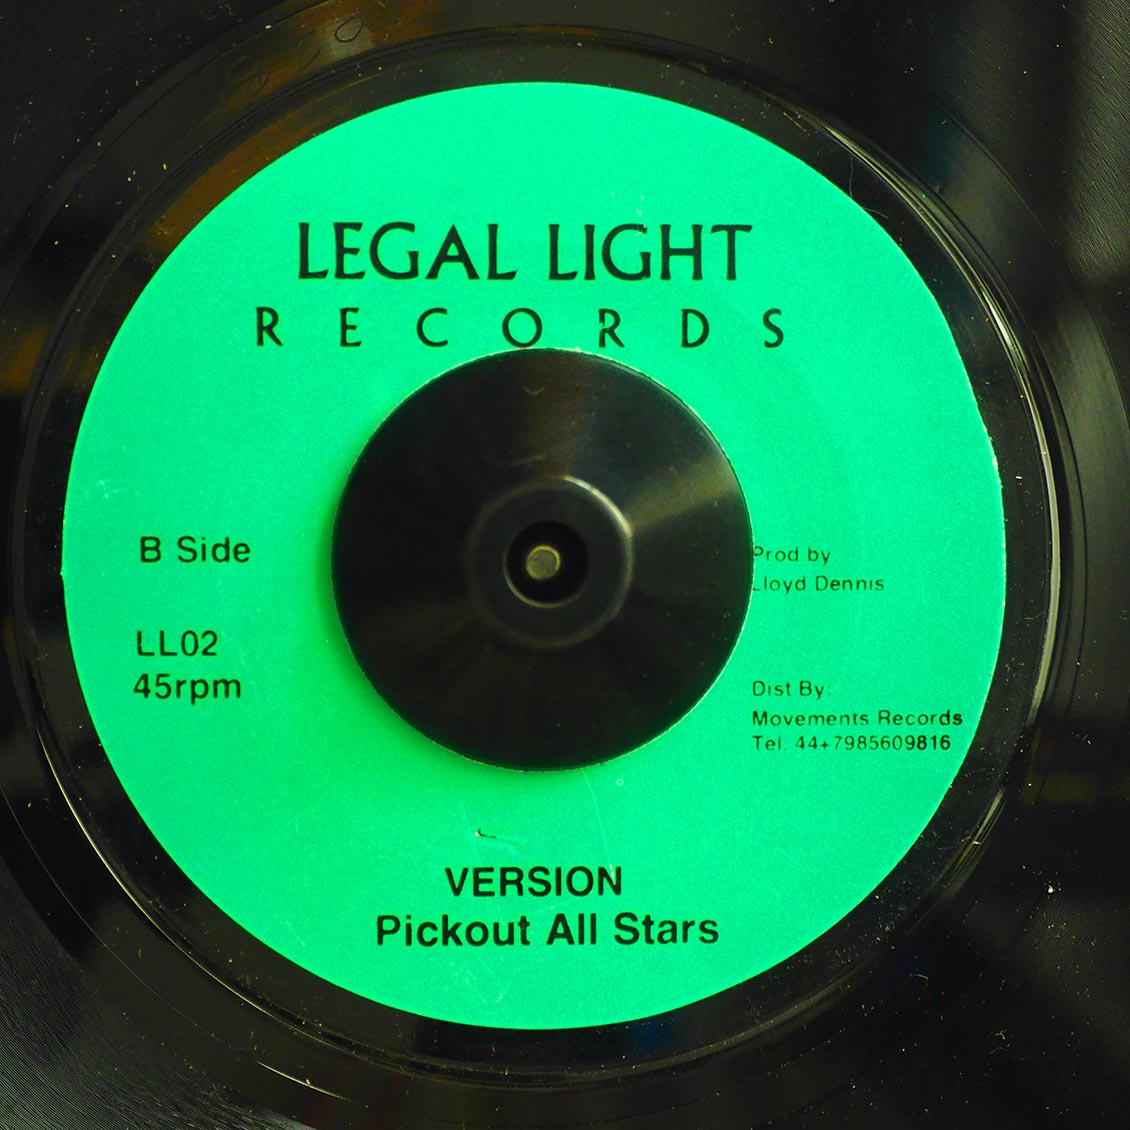 LEGAL LIGHT
RECORDS
B Side
LL02
45rpm
Prod by
Lloyd Dennis
Dist By:
Movements Records
Tel. 44+7985609816
VERSION
Pickout All Stars